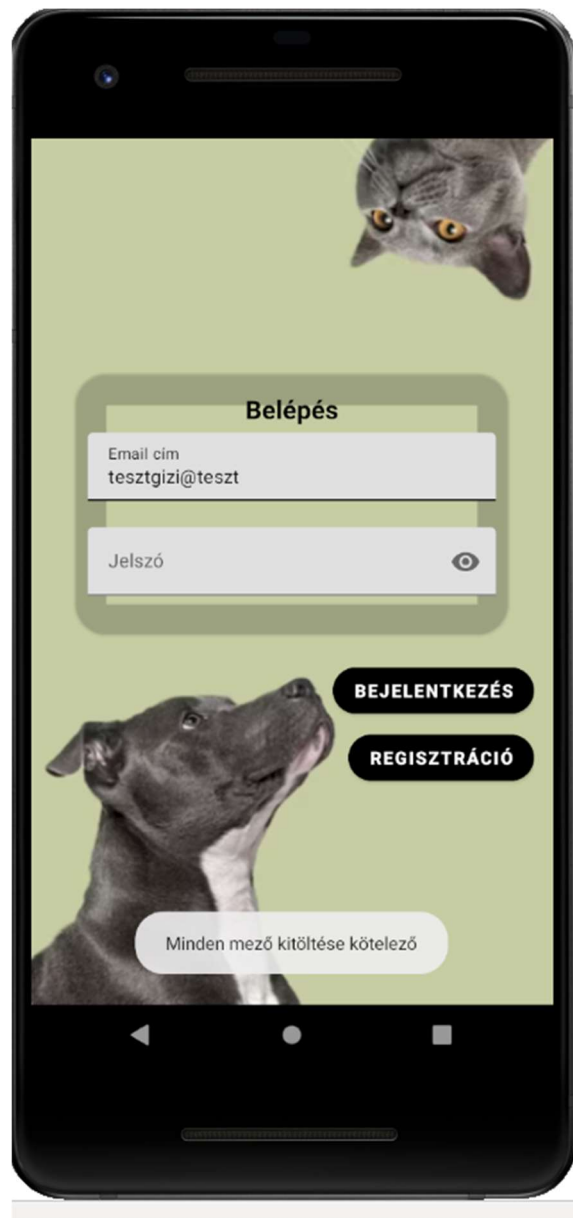 Belépés
Email cím
tesztgizi@teszt
Jelszó
BEJELENTKEZÉS
REGISZTRÁCIÓ
Minden mező kitöltése kötelező